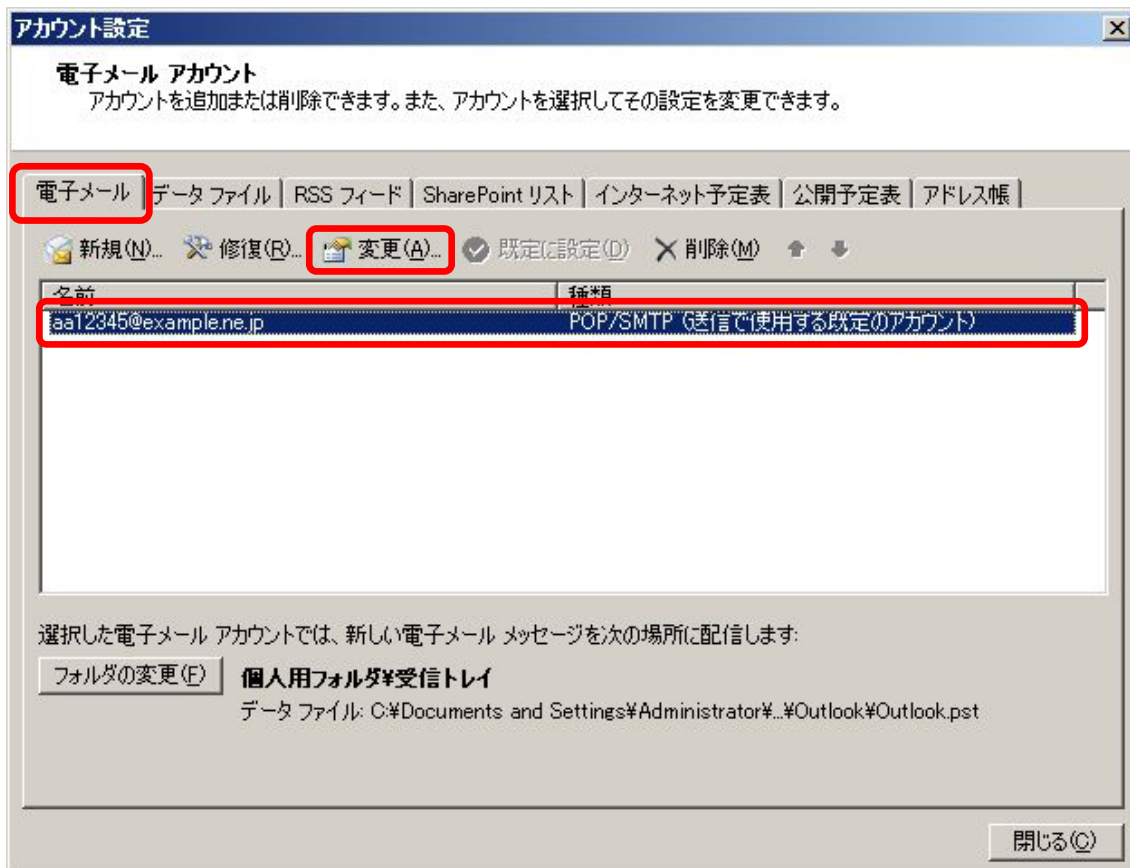 アカウント設定
電子メール アカウント
アカウントを追加または削除できます。また、アカウントを選択してその設定を変更できます。
電子メール データ ファイル RSS フィード SharePoint リスト インターネット予定表 公開予定表 アドレス帳
新規(N)... 修復(R)... 変更(A)... 既定に設定(D) 削除(M)
名前 種類
aa12345@example.ne.jp POP/SMTP (送信で使用する既定のアカウント)
選択した電子メール アカウントでは、新しい電子メール メッセージを次の場所に配信します:
フォルダの変更(F) 個人用フォルダ¥受信トレイ
データ ファイル: C:¥Documents and Settings¥Administrator¥...¥Outlook¥Outlook.pst
閉じる(C)